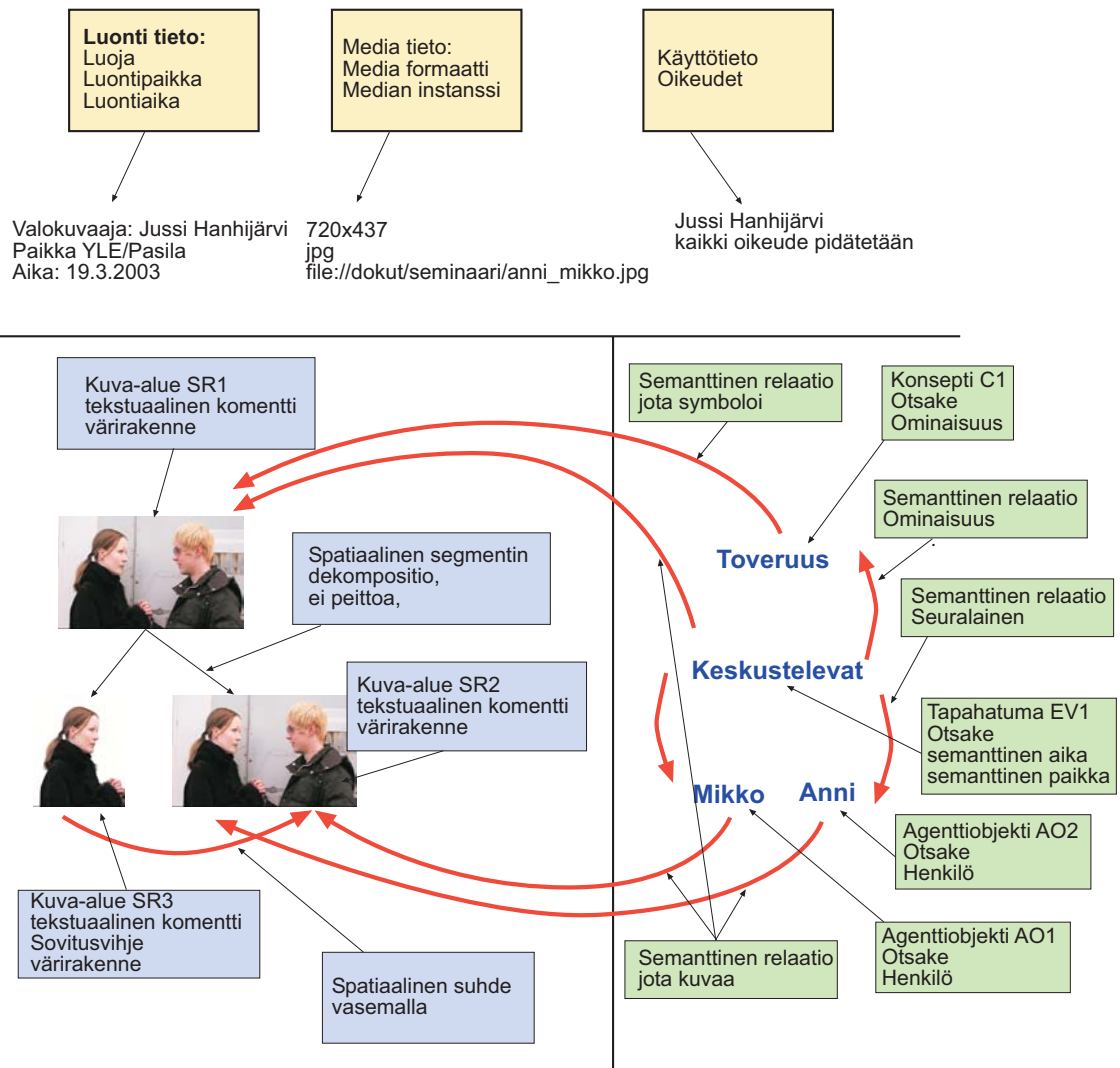 Luonti tieto:
Luoja
Luontipaikka
Luontiaika
Media tieto:
Media formaatti
Median instanssi
Käyttötieto
Oikeudet
Valokuvaaja: Jussi Hanhijärvi
Paikka YLE/Pasila
Aika: 19.3.2003
720x437
jpg
file://dokut/seminaari/anni_mikko.jpg
Jussi Hanhijärvi
kaikki oikeude pidätetään
Kuva-alue SR1
tekstuaalinen komentti
värirakenne
Semanttinen relaatio
jota symboloi
Konsepti C1
Otsake
Ominaisuus
Semanttinen relaatio
Ominaisuus
Spatiaalinen segmentin
dekompositio,
ei peittoa,
Toveruus
Semanttinen relaatio
Seuralainen
Kuva-alue SR2
tekstuaalinen komentti
värirakenne
Keskustelevat
Tapahatuma EV1
Otsake
semanttinen aika
semanttinen paikka
Mikko
Anni
Agenttiobjekti AO2
Otsake
Henkilö
Kuva-alue SR3
tekstuaalinen komentti
Sovitusvihje
värirakenne
Spatiaalinen suhde
vasemalla
Semanttinen relaatio
jota kuvaa
Agenttiobjekti AO1
Otsake
Henkilö